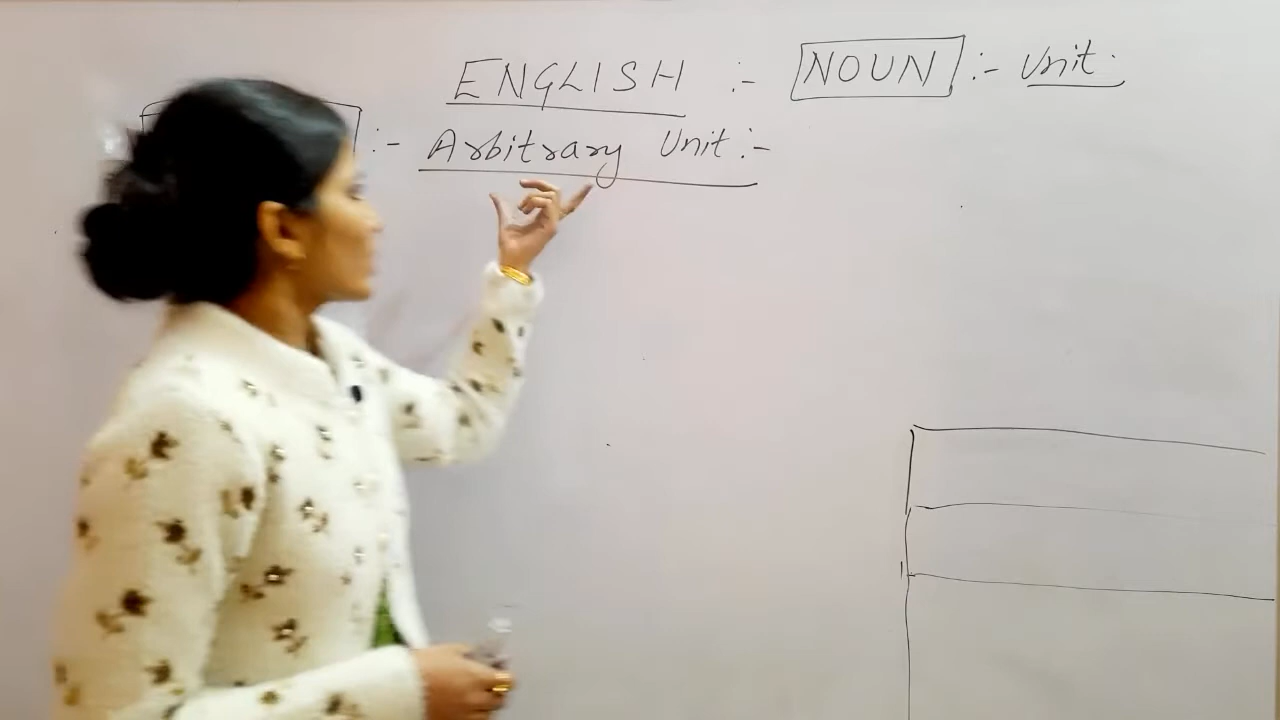 ENGLISH :- NOUN :- Unit.
:- Arbitrary Unit :-